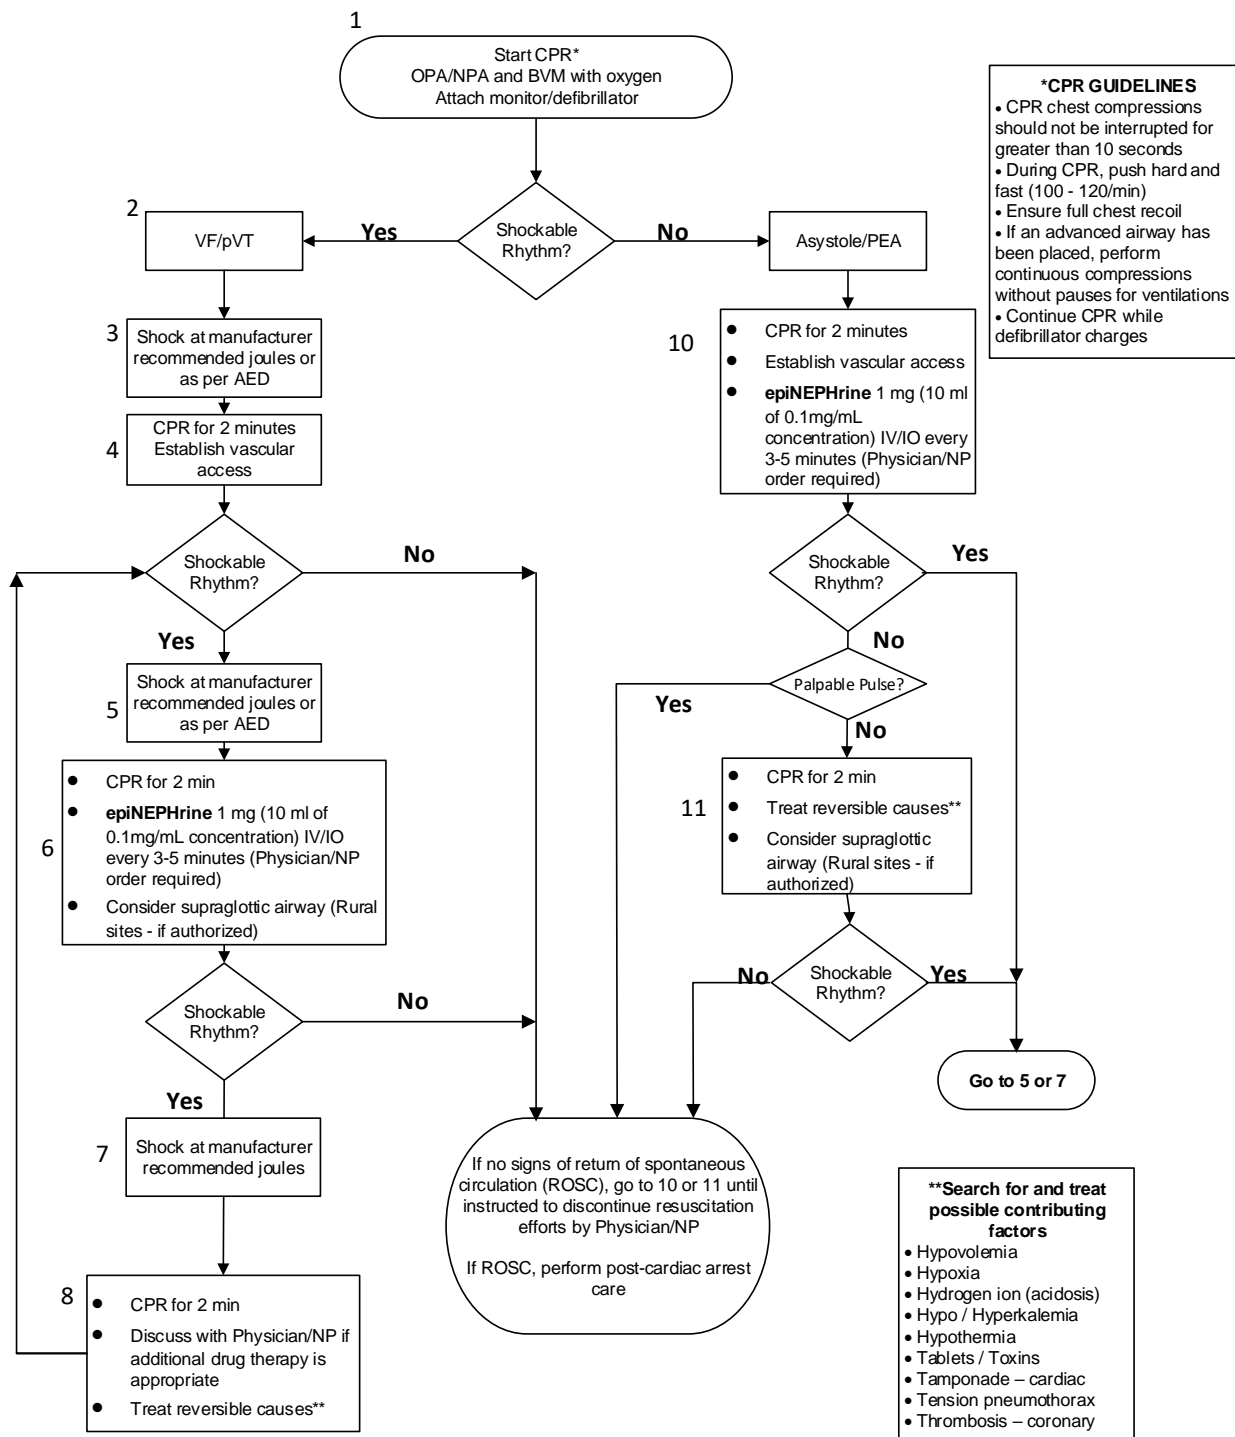 1
Start CPR*
OPA/NPA and BVM with oxygen
Attach monitor/defibrillator
*CPR GUIDELINES
• CPR chest compressions
should not be interrupted for
greater than 10 seconds
• During CPR, push hard and
fast (100 - 120/min)
• Ensure full chest recoil
• If an advanced airway has
been placed, perform
continuous compressions
without pauses for ventilations
• Continue CPR while
defibrillator charges
Shockable
Rhythm?
Yes
No
2
VF/pVT
Asystole/PEA
3
Shock at manufacturer
recommended joules or
as per AED
4
CPR for 2 minutes
Establish vascular
access
Shockable
Rhythm?
No
Yes
5
Shock at manufacturer
recommended joules or
as per AED
6
• CPR for 2 min
• epiNEPHrine 1 mg (10 ml of
0.1mg/mL concentration) IV/IO
every 3-5 minutes (Physician/NP
order required)
• Consider supraglottic airway (Rural
sites - if authorized)
Shockable
Rhythm?
No
Yes
7
Shock at manufacturer
recommended joules
8
• CPR for 2 min
• Discuss with Physician/NP if
additional drug therapy is
appropriate
• Treat reversible causes**
10
• CPR for 2 minutes
• Establish vascular access
• epiNEPHrine 1 mg (10 ml
of 0.1mg/mL
concentration) IV/IO every
3-5 minutes (Physician/NP
order required)
Shockable
Rhythm?
Yes
No
Palpable Pulse?
Yes
No
11
• CPR for 2 min
• Treat reversible causes**
• Consider supraglottic
airway (Rural sites - if
authorized)
Shockable
Rhythm?
No
Yes
Go to 5 or 7
If no signs of return of spontaneous
circulation (ROSC), go to 10 or 11 until
instructed to discontinue resuscitation
efforts by Physician/NP
If ROSC, perform post-cardiac arrest
care
**Search for and treat
possible contributing
factors
• Hypovolemia
• Hypoxia
• Hydrogen ion (acidosis)
• Hypo / Hyperkalemia
• Hypothermia
• Tablets / Toxins
• Tamponade – cardiac
• Tension pneumothorax
• Thrombosis – coronary